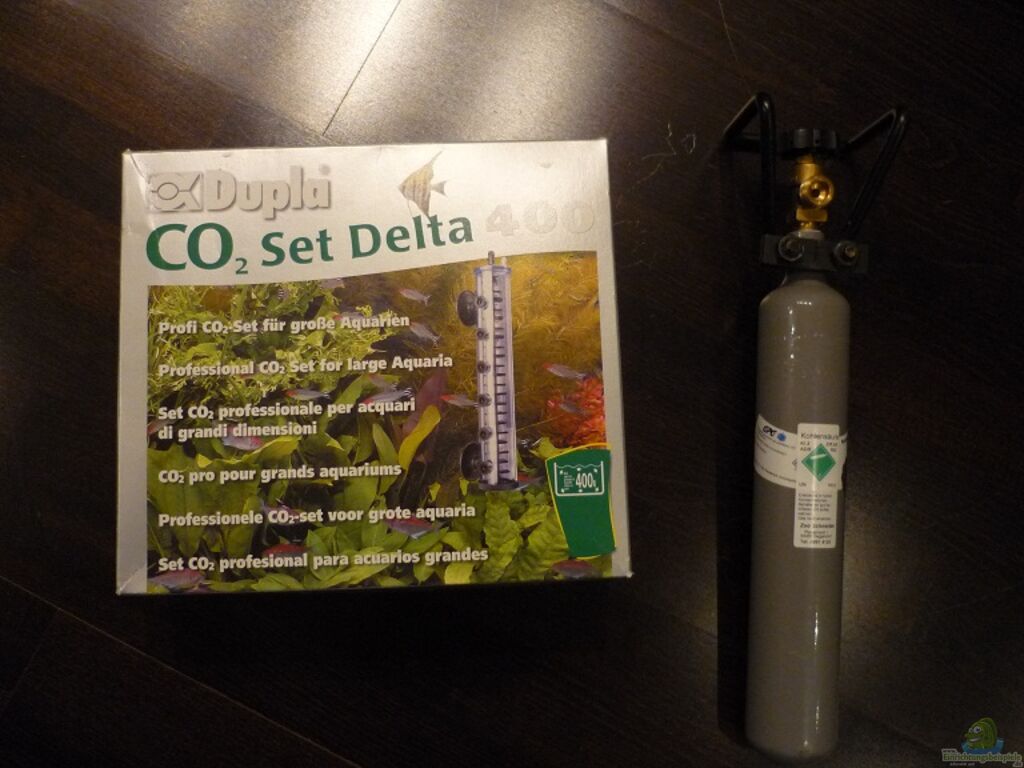 Dupla
400
CO₂ Set Delta
Profi CO₂-Set für große Aquarien
Professional CO₂ Set for large Aquaria
Set CO₂ professionale per acquari
di grandi dimensioni
CO₂ pro pour grands aquariums
Professionele CO₂-set voor grote aquaria
Set CO₂ profesional para acuarios grandes
400
Kohlensäure
Einrichtungsbeispiele